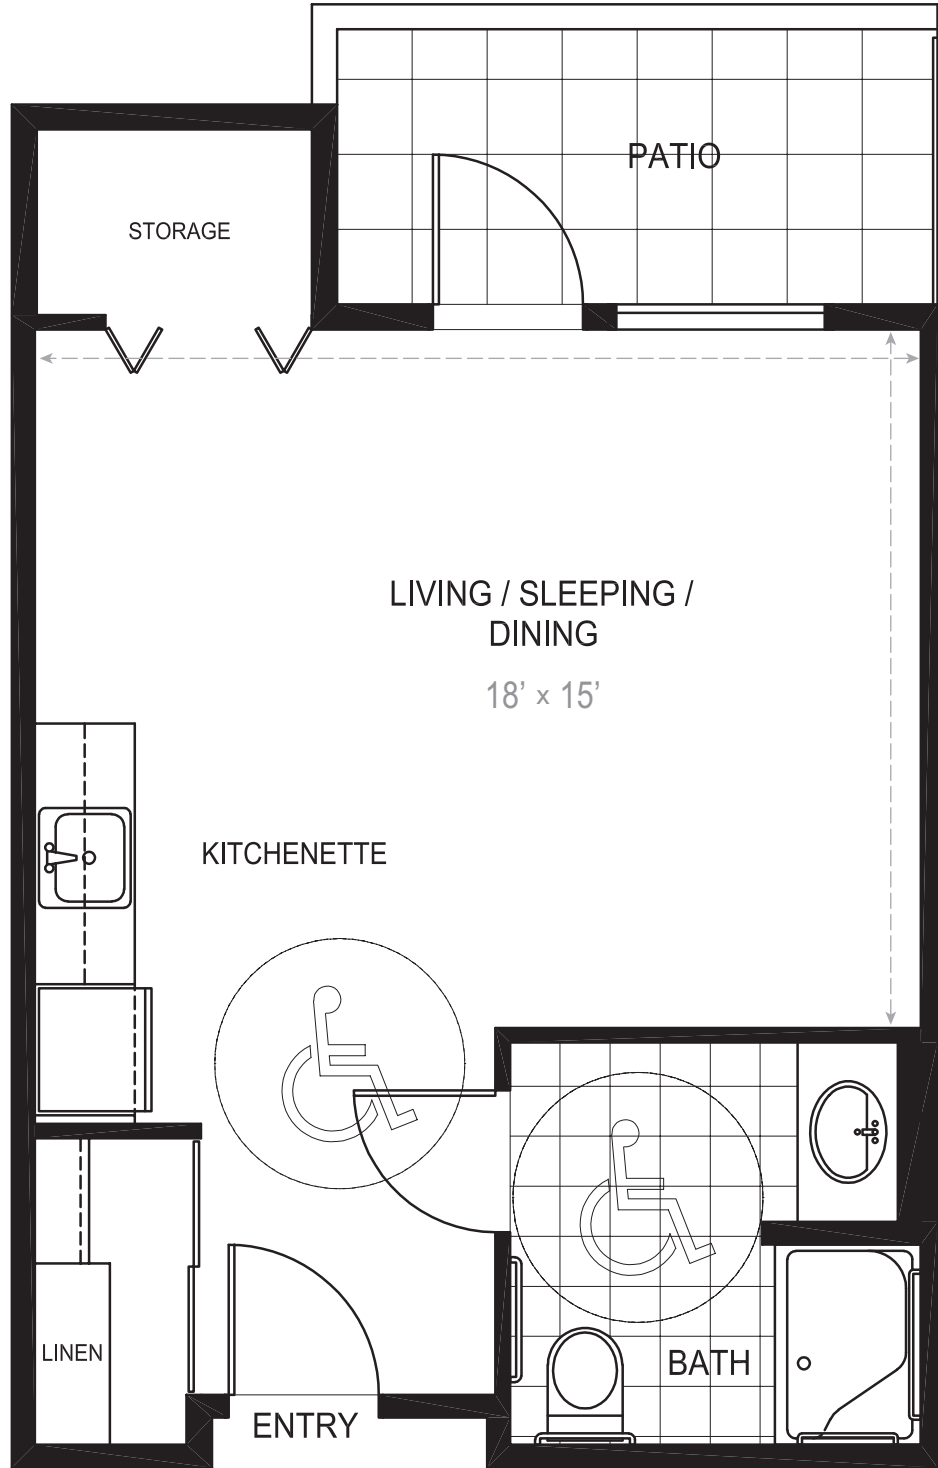 PATIO
STORAGE
LIVING / SLEEPING /
DINING
18' x 15'
KITCHENETTE
LINEN
BATH
ENTRY